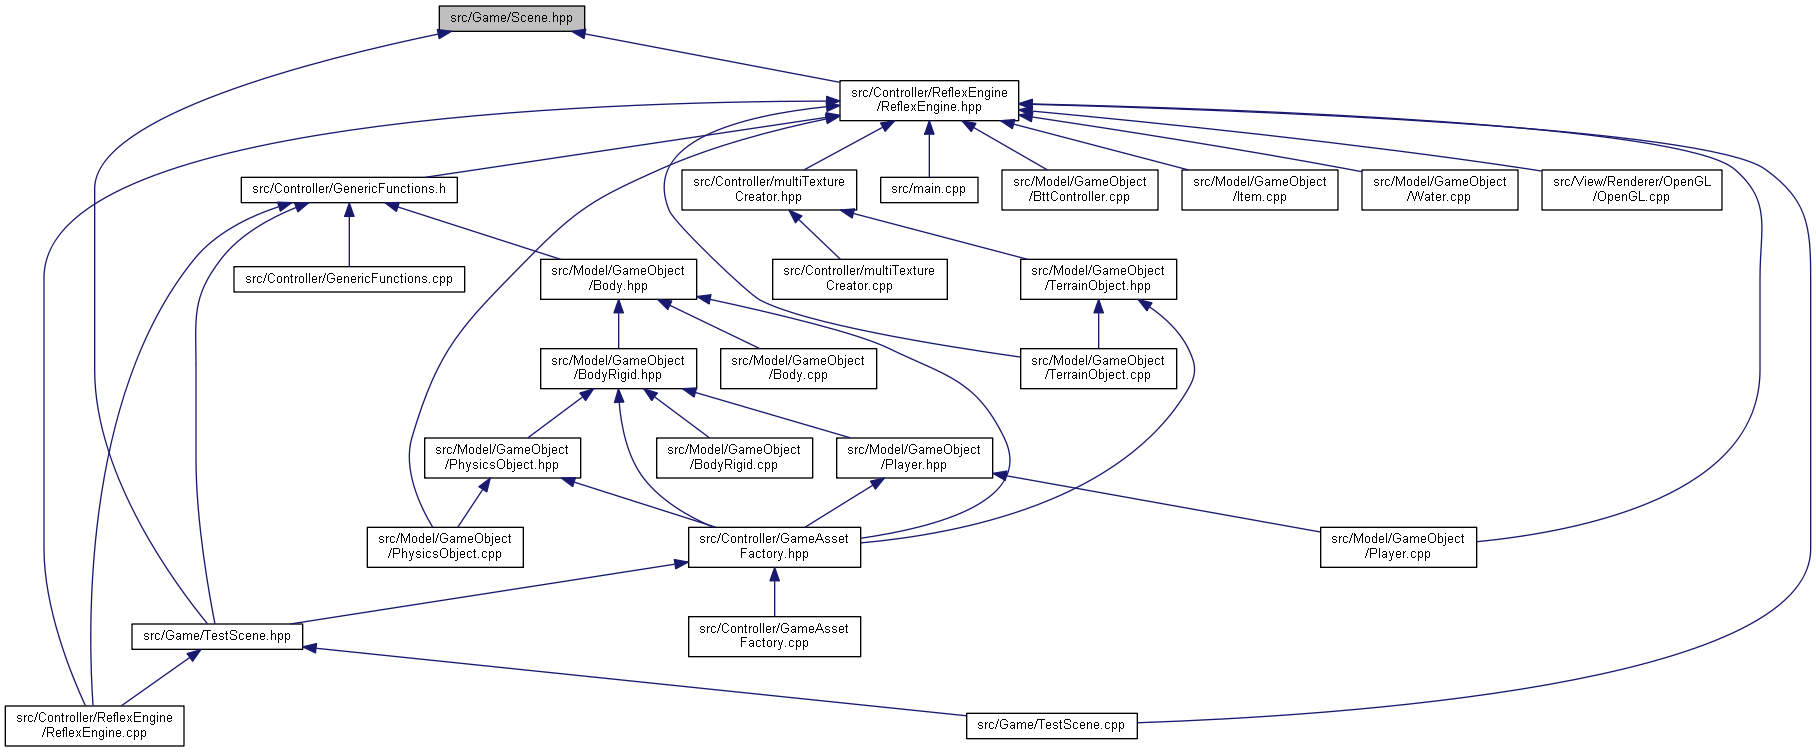 src/Game/Scene.hpp
src/Controller/ReflexEngine
/ReflexEngine.hpp
src/Controller/GenericFunctions.h
src/Controller/multiTexture
Creator.hpp
src/main.cpp
src/Model/GameObject
/BttController.cpp
src/Model/GameObject
/Item.cpp
src/Model/GameObject
/Water.cpp
src/View/Renderer/OpenGL
/OpenGL.cpp
src/Controller/GenericFunctions.cpp
src/Model/GameObject
/Body.hpp
src/Controller/multiTexture
Creator.cpp
src/Model/GameObject
/TerrainObject.hpp
src/Model/GameObject
/BodyRigid.hpp
src/Model/GameObject
/Body.cpp
src/Model/GameObject
/TerrainObject.cpp
src/Model/GameObject
/PhysicsObject.hpp
src/Model/GameObject
/BodyRigid.cpp
src/Model/GameObject
/Player.hpp
src/Model/GameObject
/PhysicsObject.cpp
src/Controller/GameAsset
Factory.hpp
src/Model/GameObject
/Player.cpp
src/Game/TestScene.hpp
src/Controller/GameAsset
Factory.cpp
src/Controller/ReflexEngine
/ReflexEngine.cpp
src/Game/TestScene.cpp